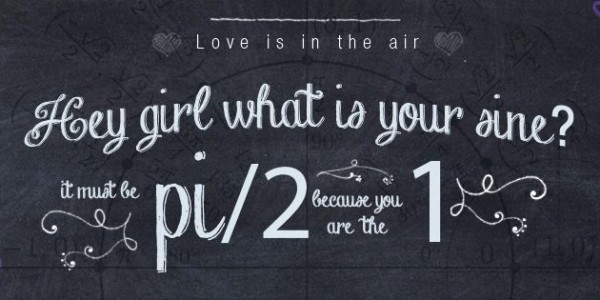 Love is in the air
Hey girl what is your sine?
it must be pi/2 because you are the 1